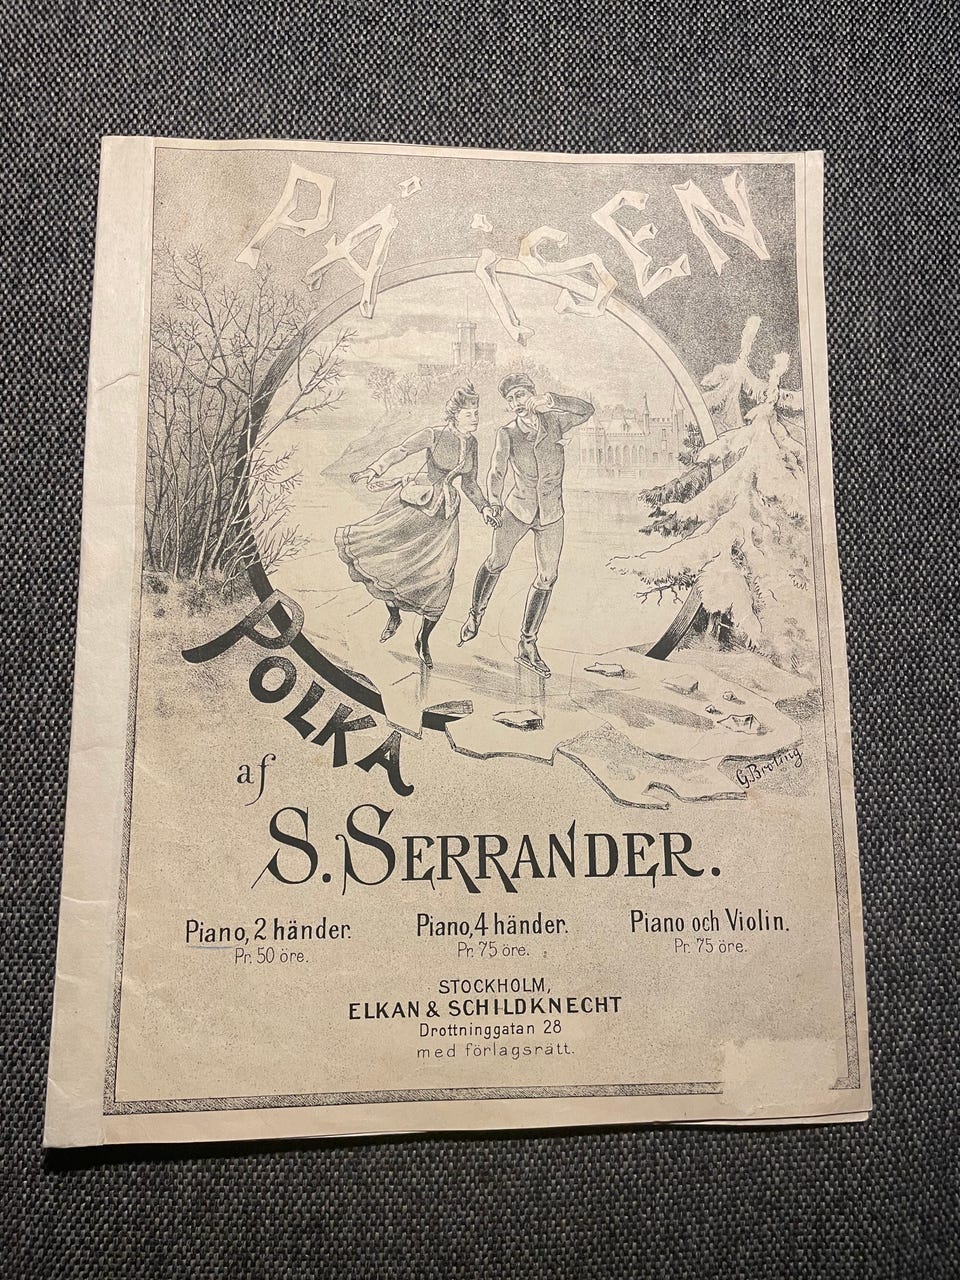 PÅ iSEN
POLKA
af
S. SERRANDER.
Piano, 2 händer. Piano, 4 händer. Piano och Violin.
Pr. 50 öre. Pr. 75 öre. Pr. 75 öre.
STOCKHOLM,
ELKAN & SCHILDKNECHT
Drottninggatan 28
med förlagsrätt.
G. Broling